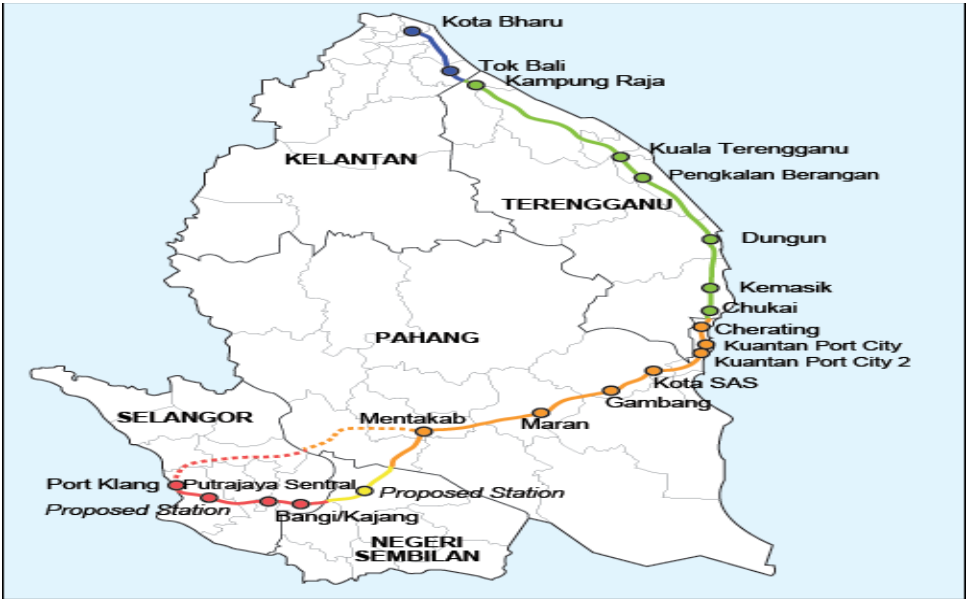 Kota Bharu
Tok Bali
Kampung Raja
KELANTAN
Kuala Terengganu
Pengkalan Berangan
TERENGGANU
Dungun
Kemasik
Chukai
Cherating
PAHANG
Kuantan Port City
Kuantan Port City 2
Kota SAS
Gambang
SELANGOR
Mentakab
Maran
Port Klang
Putrajaya Sentral
Proposed Station
Proposed Station
Bangi/Kajang
NEGERI
SEMBILAN